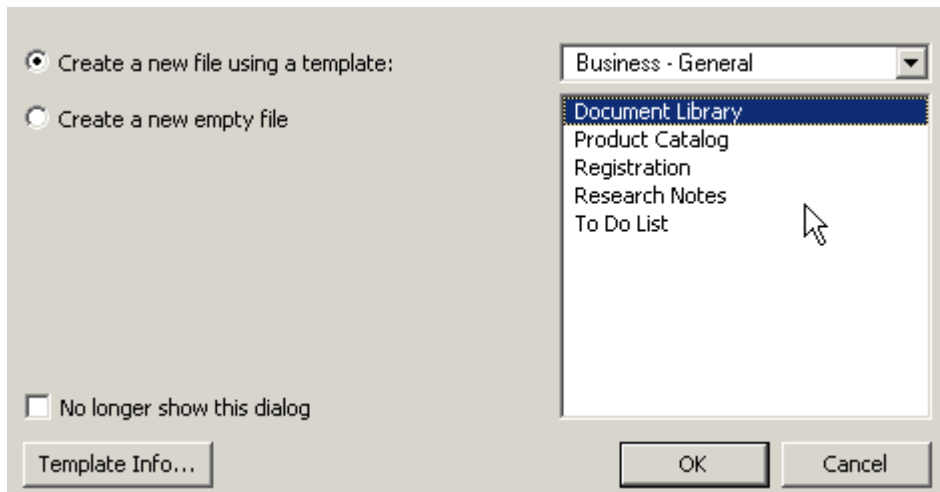 Create a new file using a template:
Business - General
Create a new empty file
Document Library
Product Catalog
Registration
Research Notes
To Do List
No longer show this dialog
Template Info...
OK
Cancel